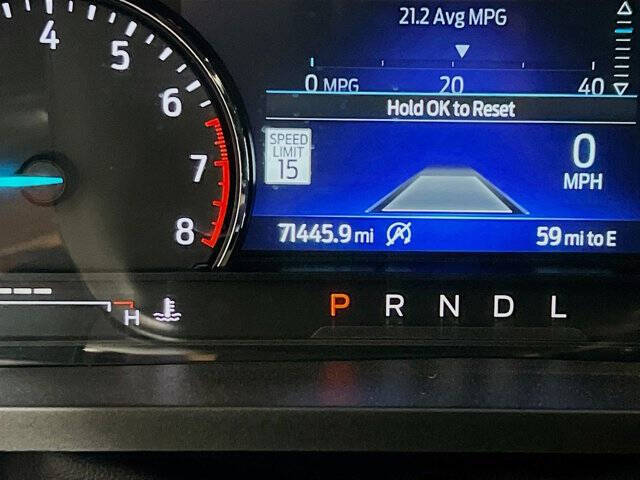 21.2 Avg MPG
0 MPG 20 40
Hold OK to Reset
SPEED
LIMIT
15
0
MPH
71445.9 mi
59 mi to E
4
5
6
7
8
H
P R N D L